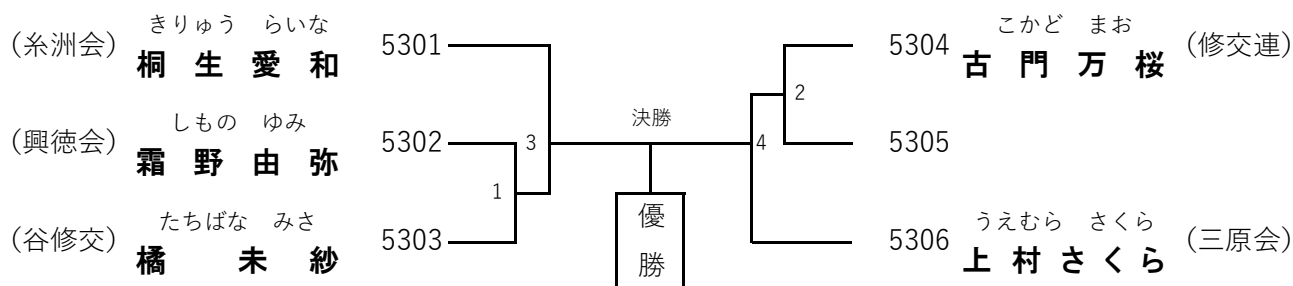 きりゅう らいな
(糸洲会) 桐生愛和 5301
しもの ゆみ
(興徳会) 霜野由弥 5302
たちばな みさ
(谷修交) 橘 未紗 5303
3
1
決勝
優勝
2
4
こかど まお
5304 古門万桜 (修交連)
5305
うえむら さくら
5306 上村さくら (三原会)